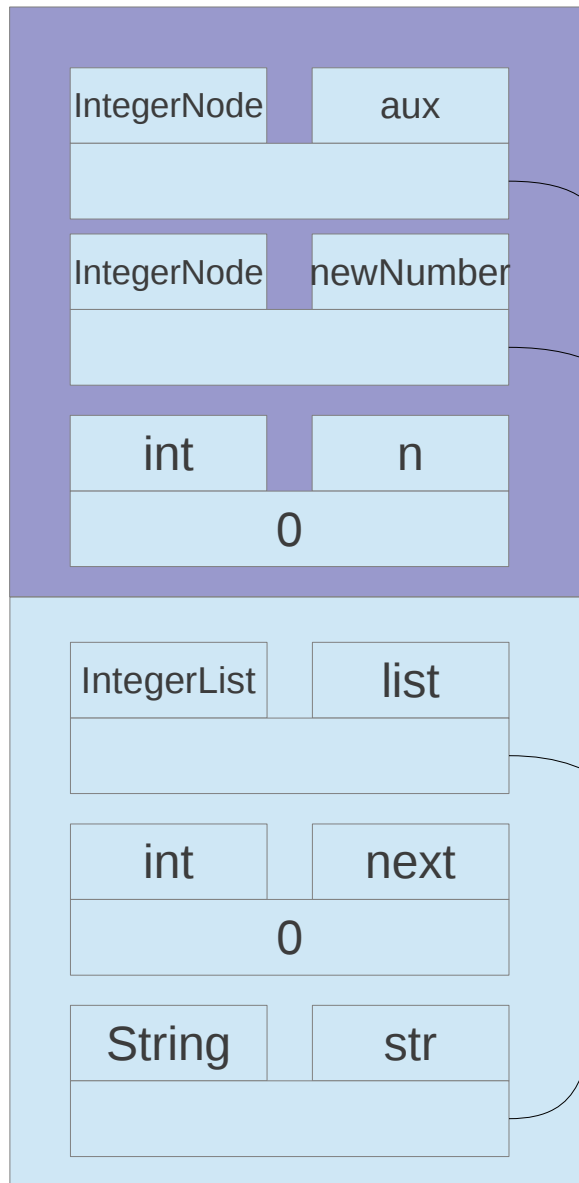 IntegerNode aux
IntegerNode newNumber
int n
0
IntegerList list
int next
0
String str